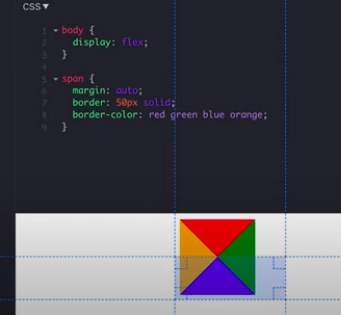 CSS ▼
1 body {
2 display: flex;
3 }
4
5 span {
6 margin: auto;
7 border: 50px solid;
8 border-color: red green blue orange;
9 }